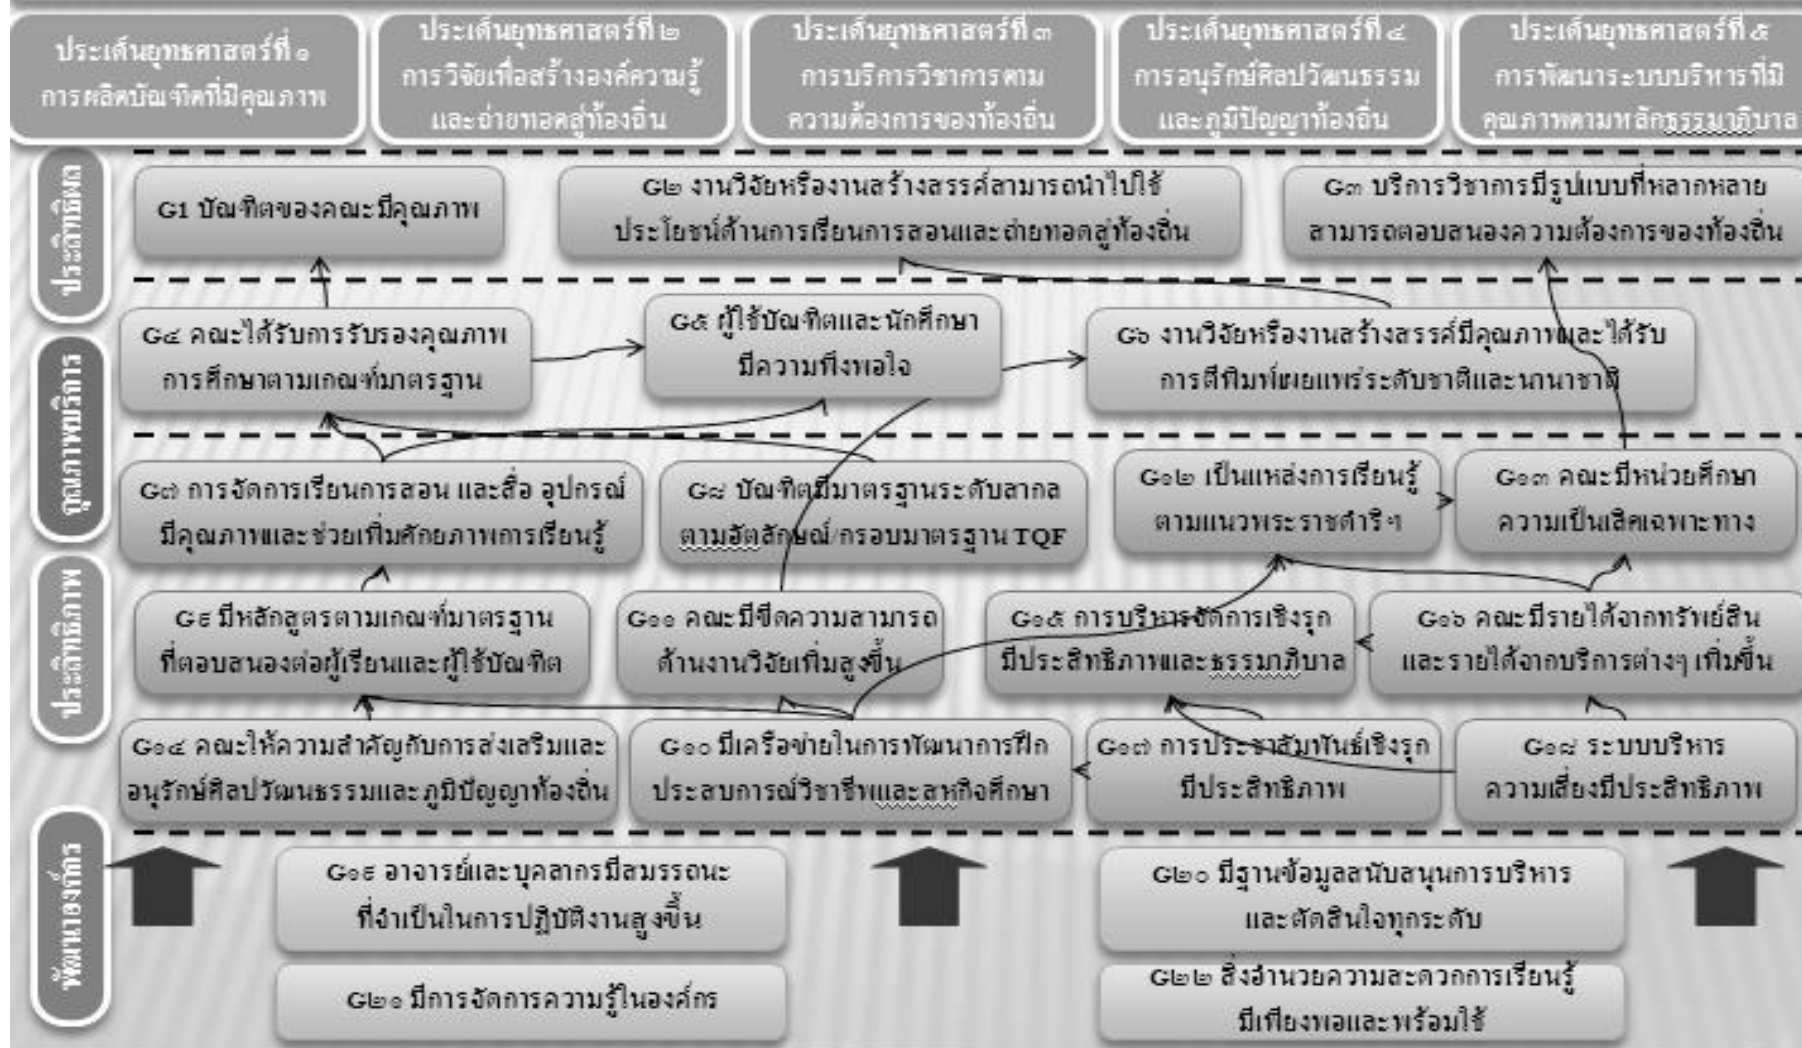 ประเด็นยุทธศาสตร์ที่ ๑
การผลิตบัณฑิตที่มีคุณภาพ
ประเด็นยุทธศาสตร์ที่ ๒
การวิจัยเพื่อสร้างองค์ความรู้
และถ่ายทอดสู่ท้องถิ่น
ประเด็นยุทธศาสตร์ที่ ๓
การบริการวิชาการตาม
ความต้องการของท้องถิ่น
ประเด็นยุทธศาสตร์ที่ ๔
การอนุรักษ์ศิลปวัฒนธรรม
และภูมิปัญญาท้องถิ่น
ประเด็นยุทธศาสตร์ที่ ๕
การพัฒนาระบบบริหารที่มี
คุณภาพตามหลักธรรมาภิบาล
ประสิทธิผล
G1 บัณฑิตของคณะมีคุณภาพ
G๒ งานวิจัยหรืองานสร้างสรรค์สามารถนำไปใช้
ประโยชน์ด้านการเรียนการสอนและถ่ายทอดสู่ท้องถิ่น
G๓ บริการวิชาการมีรูปแบบที่หลากหลาย
สามารถตอบสนองความต้องการของท้องถิ่น
คุณภาพบริการ
G๔ คณะได้รับการรับรองคุณภาพ
การศึกษาตามเกณฑ์มาตรฐาน
G๕ ผู้ใช้บัณฑิตและนักศึกษา
มีความพึงพอใจ
G๖ งานวิจัยหรืองานสร้างสรรค์มีคุณภาพและได้รับ
การตีพิมพ์เผยแพร่ระดับชาติและนานาชาติ
G๗ การจัดการเรียนการสอน และสื่อ อุปกรณ์
มีคุณภาพและช่วยเพิ่มศักยภาพการเรียนรู้
G๘ บัณฑิตมีมาตรฐานระดับสากล
ตามอัตลักษณ์/กรอบมาตรฐาน TQF
G๑๒ เป็นแหล่งการเรียนรู้
ตามแนวพระราชดำริฯ
G๑๓ คณะมีหน่วยศึกษา
ความเป็นเลิศเฉพาะทาง
ประสิทธิภาพ
G๙ มีหลักสูตรตามเกณฑ์มาตรฐาน
ที่ตอบสนองต่อผู้เรียนและผู้ใช้บัณฑิต
G๑๑ คณะมีขีดความสามารถ
ด้านงานวิจัยเพิ่มสูงขึ้น
G๑๕ การบริหารจัดการเชิงรุก
มีประสิทธิภาพและธรรมาภิบาล
G๑๖ คณะมีรายได้จากทรัพย์สิน
และรายได้จากบริการต่างๆ เพิ่มขึ้น
G๑๔ คณะให้ความสำคัญกับการส่งเสริมและ
อนุรักษ์ศิลปวัฒนธรรมและภูมิปัญญาท้องถิ่น
G๑๐ มีเครือข่ายในการพัฒนาการฝึก
ประสบการณ์วิชาชีพและสหกิจศึกษา
G๑๗ การประชาสัมพันธ์เชิงรุก
มีประสิทธิภาพ
G๑๘ ระบบบริหาร
ความเสี่ยงมีประสิทธิภาพ
พัฒนาองค์กร
G๑๙ อาจารย์และบุคลากรมีสมรรถนะ
ที่จำเป็นในการปฏิบัติงานสูงขึ้น
G๒๐ มีฐานข้อมูลสนับสนุนการบริหาร
และตัดสินใจทุกระดับ
G๒๑ มีการจัดการความรู้ในองค์กร
G๒๒ สิ่งอำนวยความสะดวกการเรียนรู้
มีเพียงพอและพร้อมใช้